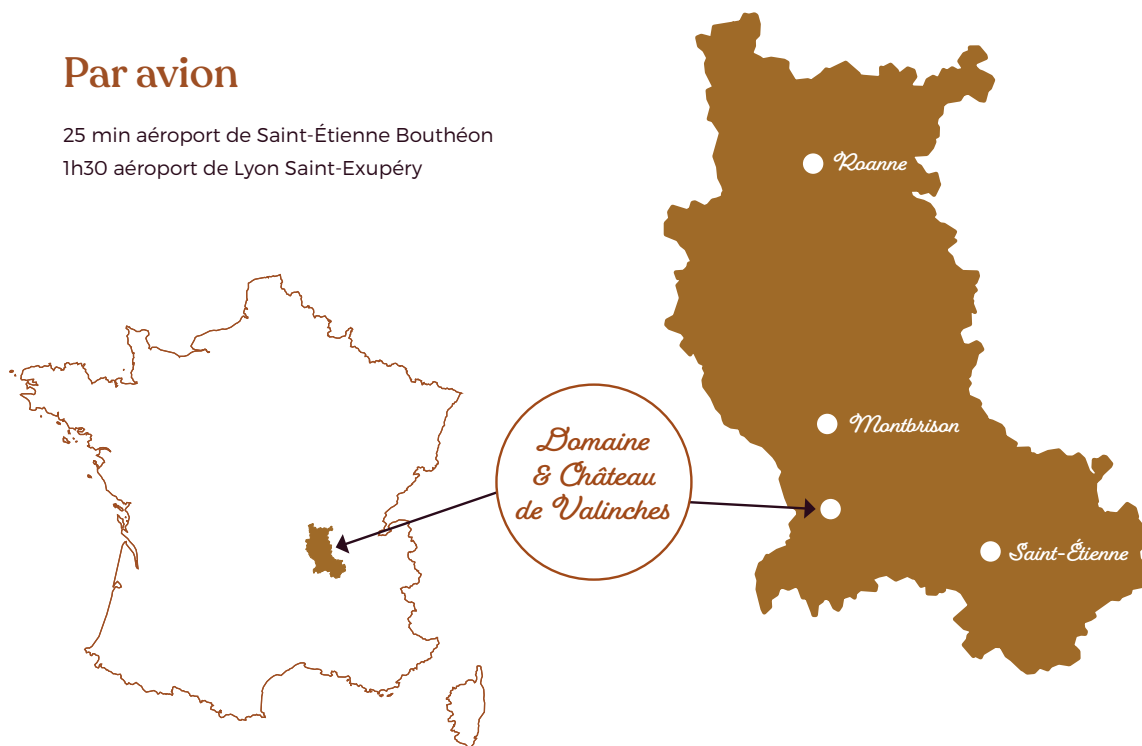 Par avion
25 min aéroport de Saint-Étienne Bouthéon
1h30 aéroport de Lyon Saint-Exupéry
Roanne
Montbrison
Domaine
& Château
de Valinches
Saint-Étienne